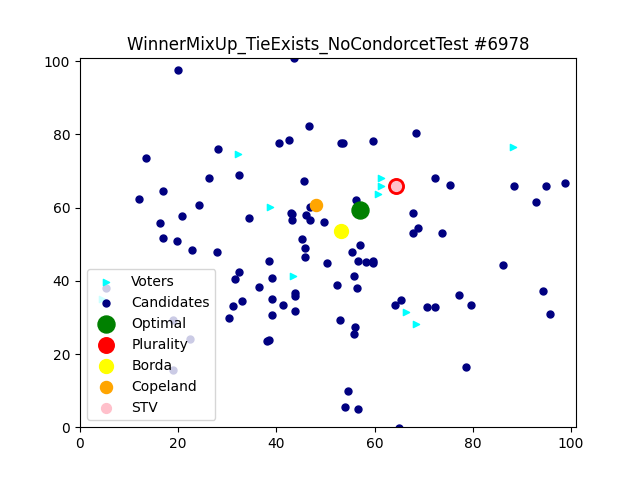 WinnerMixUp_TieExists_NoCondorcetTest #6978
100
80
60
40
20
0
Voters
Candidates
Optimal
Plurality
Borda
Copeland
STV
0 20 40 60 80 100